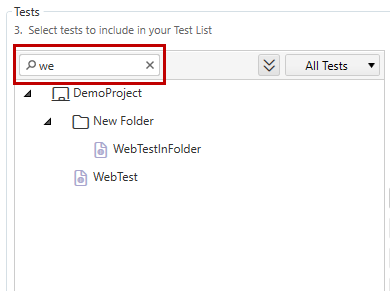 Tests
3. Select tests to include in your Test List
we
All Tests
DemoProject
New Folder
WebTestInFolder
WebTest